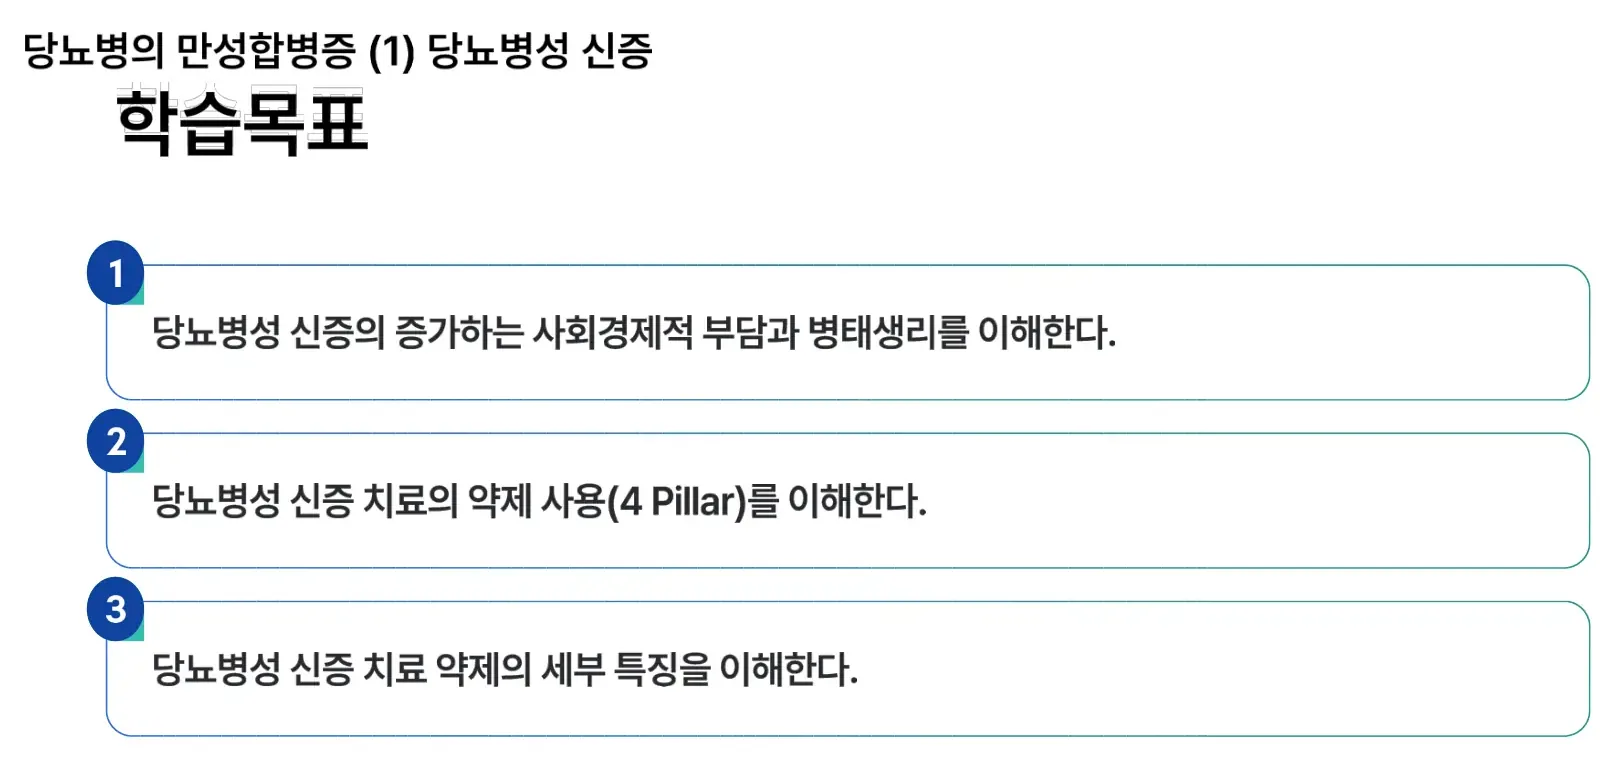 당뇨병의 만성합병증 (1) 당뇨병성 신증
학습목표
1
당뇨병성 신증의 증가하는 사회경제적 부담과 병태생리를 이해한다.
2
당뇨병성 신증 치료의 약제 사용(4 Pillar)를 이해한다.
3
당뇨병성 신증 치료 약제의 세부 특징을 이해한다.